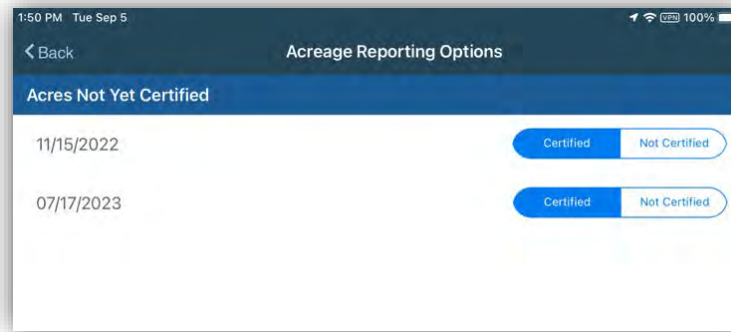 1:50 PM Tue Sep 5 VPN 100%
Back Acreage Reporting Options
Acres Not Yet Certified
11/15/2022 Certified Not Certified
07/17/2023 Certified Not Certified